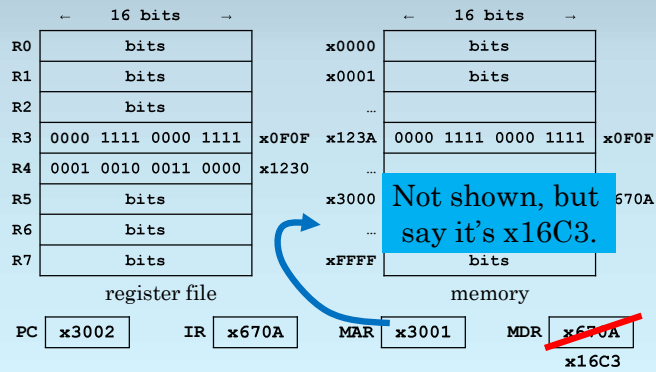 ← 16 bits →
R0 bits
R1 bits
R2 bits
R3 0000 1111 0000 1111 x0F0F
R4 0001 0010 0011 0000 x1230
R5 bits
R6 bits
R7 bits
register file
← 16 bits →
x0000 bits
x0001 bits
…
x123A 0000 1111 0000 1111 x0F0F
…
x3000 670A
Not shown, but
say it's x16C3.
…
xFFFF bits
memory
PC x3002 IR x670A MAR x3001 MDR x670A
x16C3